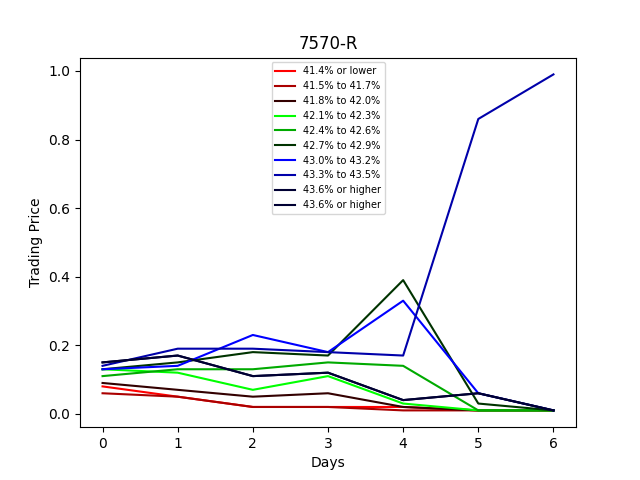 7570-R
1.0
0.8
0.6
0.4
0.2
0.0
Trading Price
41.4% or lower
41.5% to 41.7%
41.8% to 42.0%
42.1% to 42.3%
42.4% to 42.6%
42.7% to 42.9%
43.0% to 43.2%
43.3% to 43.5%
43.6% or higher
43.6% or higher
0 1 2 3 4 5 6
Days